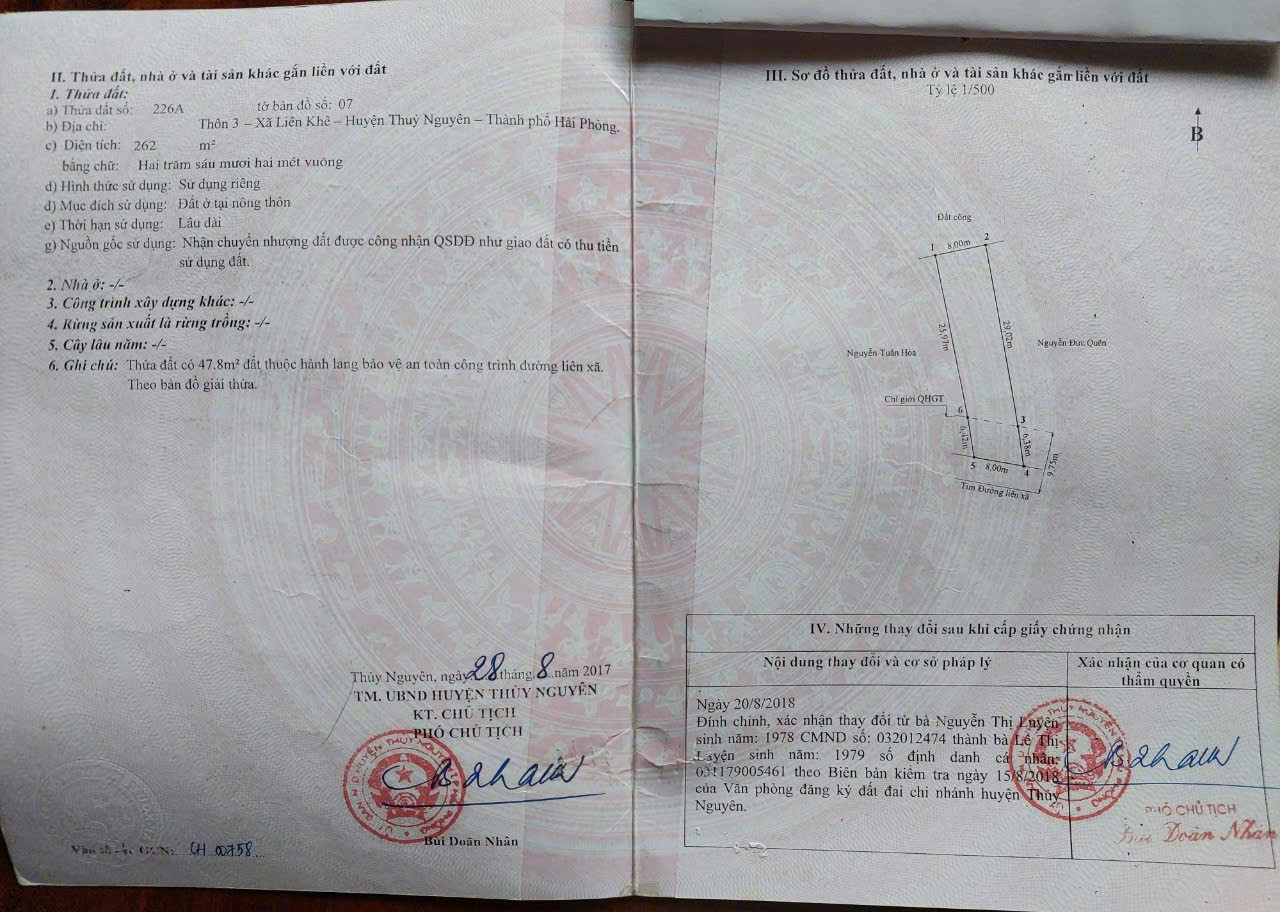 II. Thửa đất, nhà ở và tài sản khác gắn liền với đất
1. Thửa đất:
a) Thửa đất số: 226A tờ bản đồ số: 07
b) Địa chỉ: Thôn 3 – Xã Liên Khê – Huyện Thuỷ Nguyên – Thành phố Hải Phòng.
c) Diện tích: 262 m²
bằng chữ: Hai trăm sáu mươi hai mét vuông
d) Hình thức sử dụng: Sử dụng riêng
đ) Mục đích sử dụng: Đất ở tại nông thôn
e) Thời hạn sử dụng: Lâu dài
g) Nguồn gốc sử dụng: Nhận chuyển nhượng đất được công nhận QSDĐ như giao đất có thu tiền
sử dụng đất.
2. Nhà ở: -/-
3. Công trình xây dựng khác: -/-
4. Rừng sản xuất là rừng trồng: -/-
5. Cây lâu năm: -/-
6. Ghi chú: Thửa đất có 47.8m² đất thuộc hành lang bảo vệ an toàn công trình đường liên xã.
Theo bản đồ giải thửa.
Thủy Nguyên, ngày 28 tháng 8 năm 2017
TM. UBND HUYỆN THỦY NGUYÊN
KT. CHỦ TỊCH
PHÓ CHỦ TỊCH
Bùi Doãn Nhân
GCN: CH 00758
III. Sơ đồ thửa đất, nhà ở và tài sản khác gắn liền với đất
Tỷ lệ 1/500
B
Đất công
1 8,00m 2
25,97m 29,02m
Nguyễn Đức Quên
Nguyễn Tuấn Hòa
Chỉ giới QHGT
6 3
6,42m 6,38m 9,75m
5 8,00m 4
Tim Đường liên xã
IV. Những thay đổi sau khi cấp giấy chứng nhận
Nội dung thay đổi và cơ sở pháp lý
Xác nhận của cơ quan có
thẩm quyền
Ngày 20/8/2018
Đính chính, xác nhận thay đổi từ bà Nguyễn Thị Luyên
sinh năm: 1978 CMND số: 032012474 thành bà Lê Thị
Luyện sinh năm: 1979 số định danh cá nhân:
031179005461 theo Biên bản kiểm tra ngày 15/8/2018
của Văn phòng đăng ký đất đai chi nhánh huyện Thủy
Nguyên.
PHÓ CHỦ TỊCH
Bùi Doãn Nhân